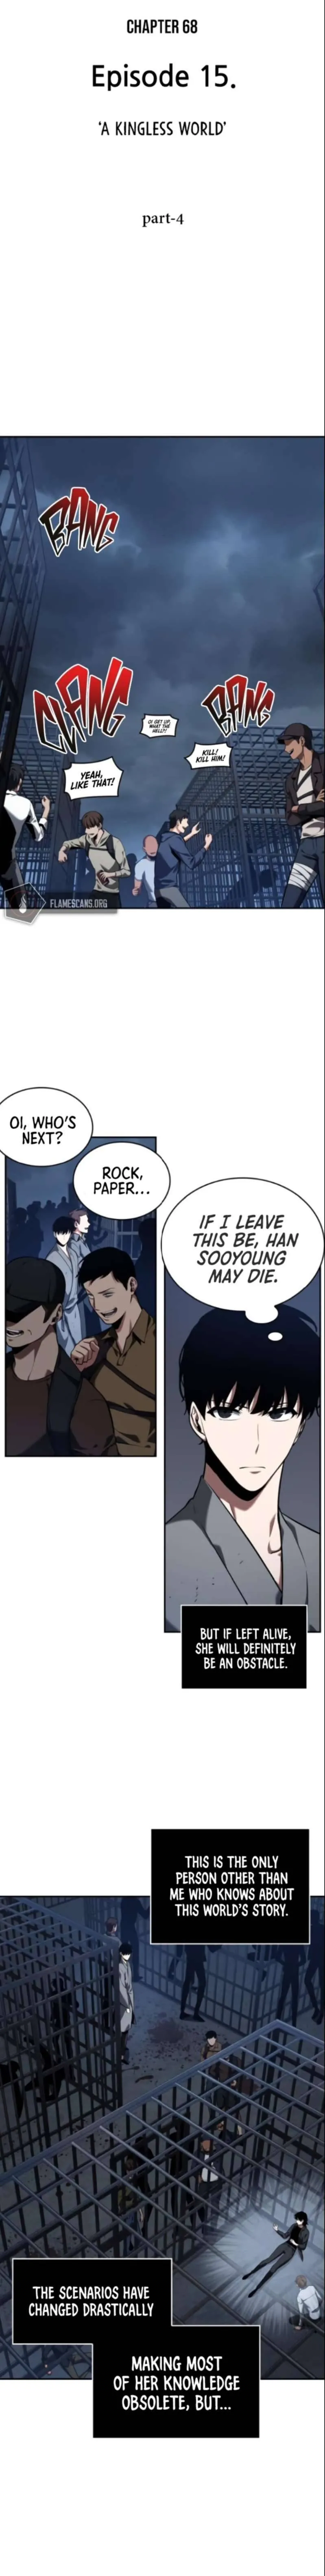 CHAPTER 68
Episode 15.
'A KINGLESS WORLD'
part-4
BANG
CLANG
BANG
OI GET UP,
WHAT THE
HELL?!
KILL!
KILL HIM!
YEAH,
LIKE THAT!
FLAMESCANS.ORG
OI, WHO'S
NEXT?
ROCK,
PAPER...
IF I LEAVE
THIS BE, HAN
SOOYOUNG
MAY DIE.
BUT IF LEFT ALIVE,
SHE WILL DEFINITELY
BE AN OBSTACLE.
THIS IS THE ONLY
PERSON OTHER THAN
ME WHO KNOWS ABOUT
THIS WORLD'S STORY.
THE SCENARIOS HAVE
CHANGED DRASTICALLY
MAKING MOST
OF HER KNOWLEDGE
OBSOLETE, BUT...